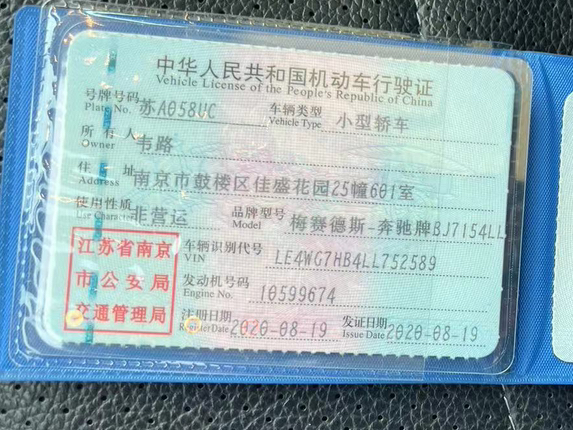 中华人民共和国机动车行驶证
Vehicle License of the People's Republic of China
号牌号码 苏A058UC 车辆类型 小型轿车
Plate No. Vehicle Type
所有人 韦路
Owner
住址 南京市鼓楼区佳盛花园25幢601室
Address
使用性质 非营运 品牌型号 梅赛德斯-奔驰牌BJ7154LL
Use Character Model
江苏省南京
市公安局
交通管理局
车辆识别代号 LE4WG7HB4LL752589
VIN
发动机号码 10599674
Engine No.
注册日期 2020-08-19 发证日期 2020-08-19
Register Date Issue Date